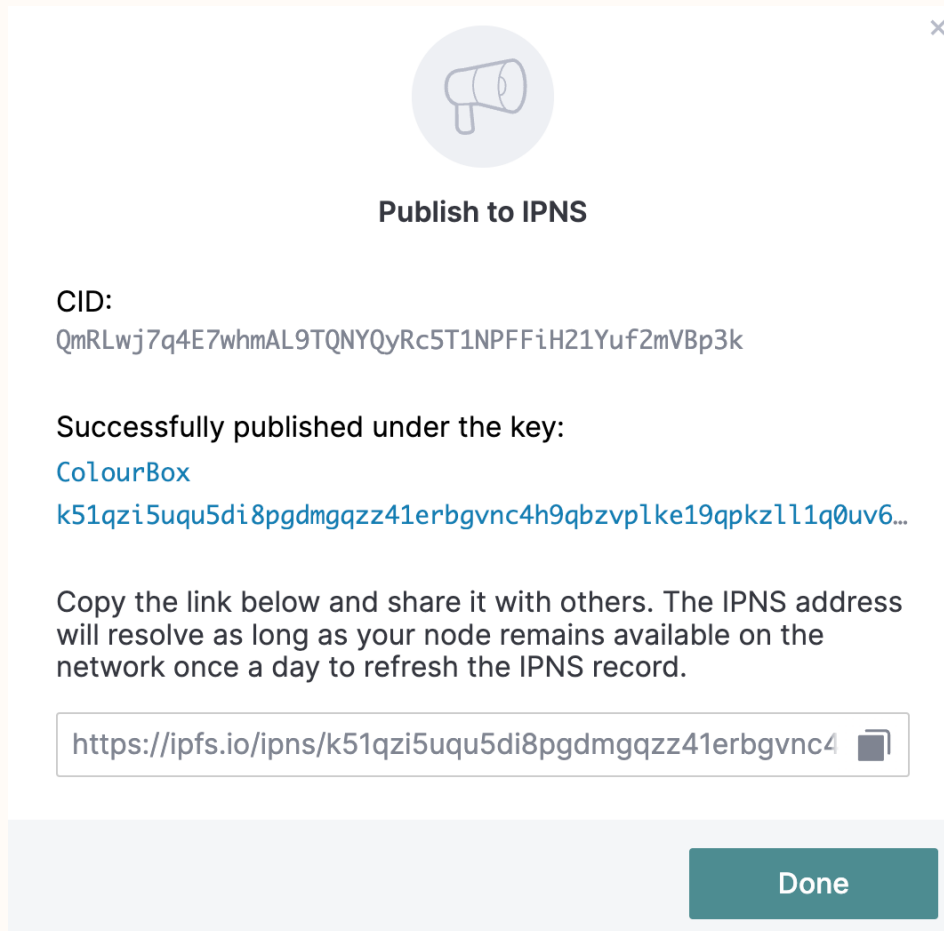 Publish to IPNS
CID:
QmRLwj7q4E7whmAL9TQNYQyRc5T1NPFFiH21Yuf2mVBp3k
Successfully published under the key:
ColourBox
k51qzi5uqu5di8pgdmgqzz41erbgvnc4h9qbzvplke19qpkzll1q0uv6…
Copy the link below and share it with others. The IPNS address
will resolve as long as your node remains available on the
network once a day to refresh the IPNS record.
https://ipfs.io/ipns/k51qzi5uqu5di8pgdmgqzz41erbgvnc4
Done